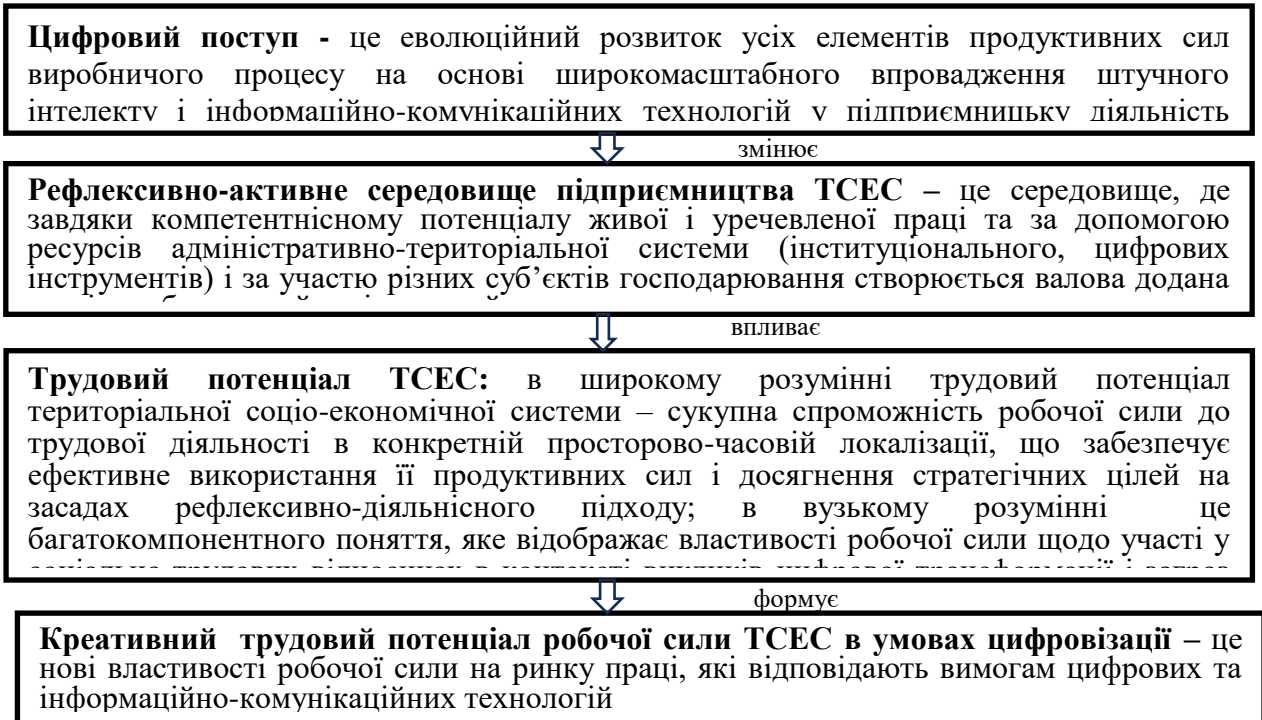 Цифровий поступ - це еволюційний розвиток усіх елементів продуктивних сил
виробничого процесу на основі широкомасштабного впровадження штучного
інтелекту і інформаційно-комунікаційних технологій у підприємницьку діяльність
змінює
Рефлексивно-активне середовище підприємництва ТСЕС – це середовище, де
завдяки компетентнісному потенціалу живої і уречевленої праці та за допомогою
ресурсів адміністративно-територіальної системи (інституціонального, цифрових
інструментів) і за участю різних суб’єктів господарювання створюється валова додана
впливає
Трудовий потенціал ТСЕС: в широкому розумінні трудовий потенціал
територіальної соціо-економічної системи – сукупна спроможність робочої сили до
трудової діяльності в конкретній просторово-часовій локалізації, що забезпечує
ефективне використання її продуктивних сил і досягнення стратегічних цілей на
засадах рефлексивно-діяльнісного підходу; в вузькому розумінні це
багатокомпонентного поняття, яке відображає властивості робочої сили щодо участі у
формує
Креативний трудовий потенціал робочої сили ТСЕС в умовах цифровізації – це
нові властивості робочої сили на ринку праці, які відповідають вимогам цифрових та
інформаційно-комунікаційних технологій